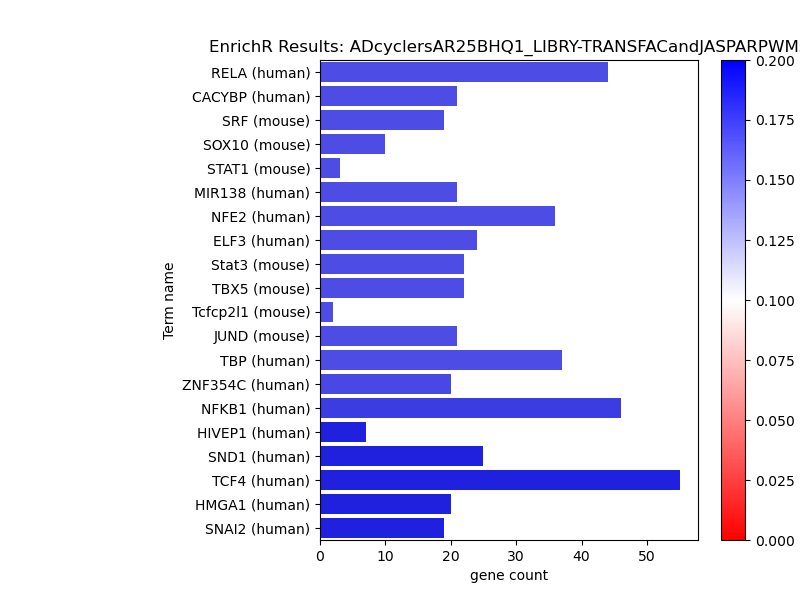 EnrichR Results: ADcyclersAR25BHQ1_LIBRY-TRANSFACandJASPARPWM
RELA (human)
CACYBP (human)
SRF (mouse)
SOX10 (mouse)
STAT1 (mouse)
MIR138 (human)
NFE2 (human)
ELF3 (human)
Stat3 (mouse)
TBX5 (mouse)
Tcfcp2l1 (mouse)
JUND (mouse)
TBP (human)
ZNF354C (human)
NFKB1 (human)
HIVEP1 (human)
SND1 (human)
TCF4 (human)
HMGA1 (human)
SNAI2 (human)
Term name
0 10 20 30 40 50
gene count
0.200
0.175
0.150
0.125
0.100
0.075
0.050
0.025
0.000